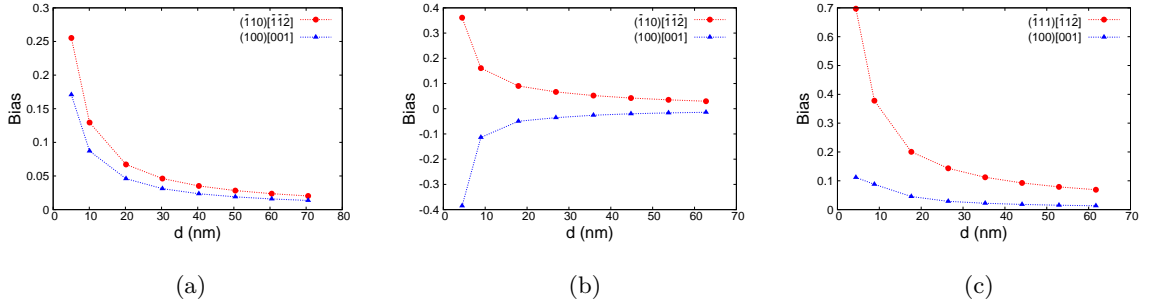 0.3
0.25
0.2
0.15
0.1
0.05
0
0 10 20 30 40 50 60 70 80
Bias
d (nm)
(1̄10)[1̄1̄2̄]
(100)[001]
(a)
0.4
0.3
0.2
0.1
0
-0.1
-0.2
-0.3
-0.4
0 10 20 30 40 50 60 70
Bias
d (nm)
(1̄10)[1̄1̄2̄]
(100)[001]
(b)
0.7
0.6
0.5
0.4
0.3
0.2
0.1
0
0 10 20 30 40 50 60 70
Bias
d (nm)
(1̄11)[1̄12̄]
(100)[001]
(c)